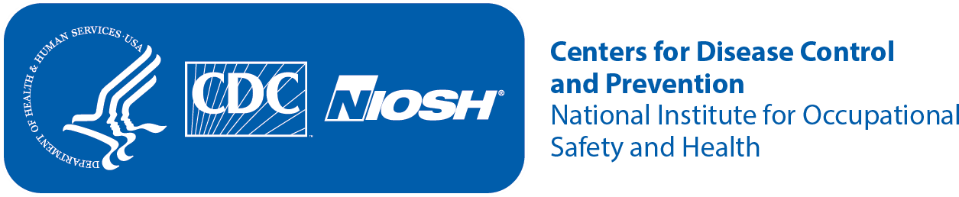 DEPARTMENT OF HEALTH & HUMAN SERVICES · USA
CDC
™
NIOSH®
Centers for Disease Control
and Prevention
National Institute for Occupational
Safety and Health